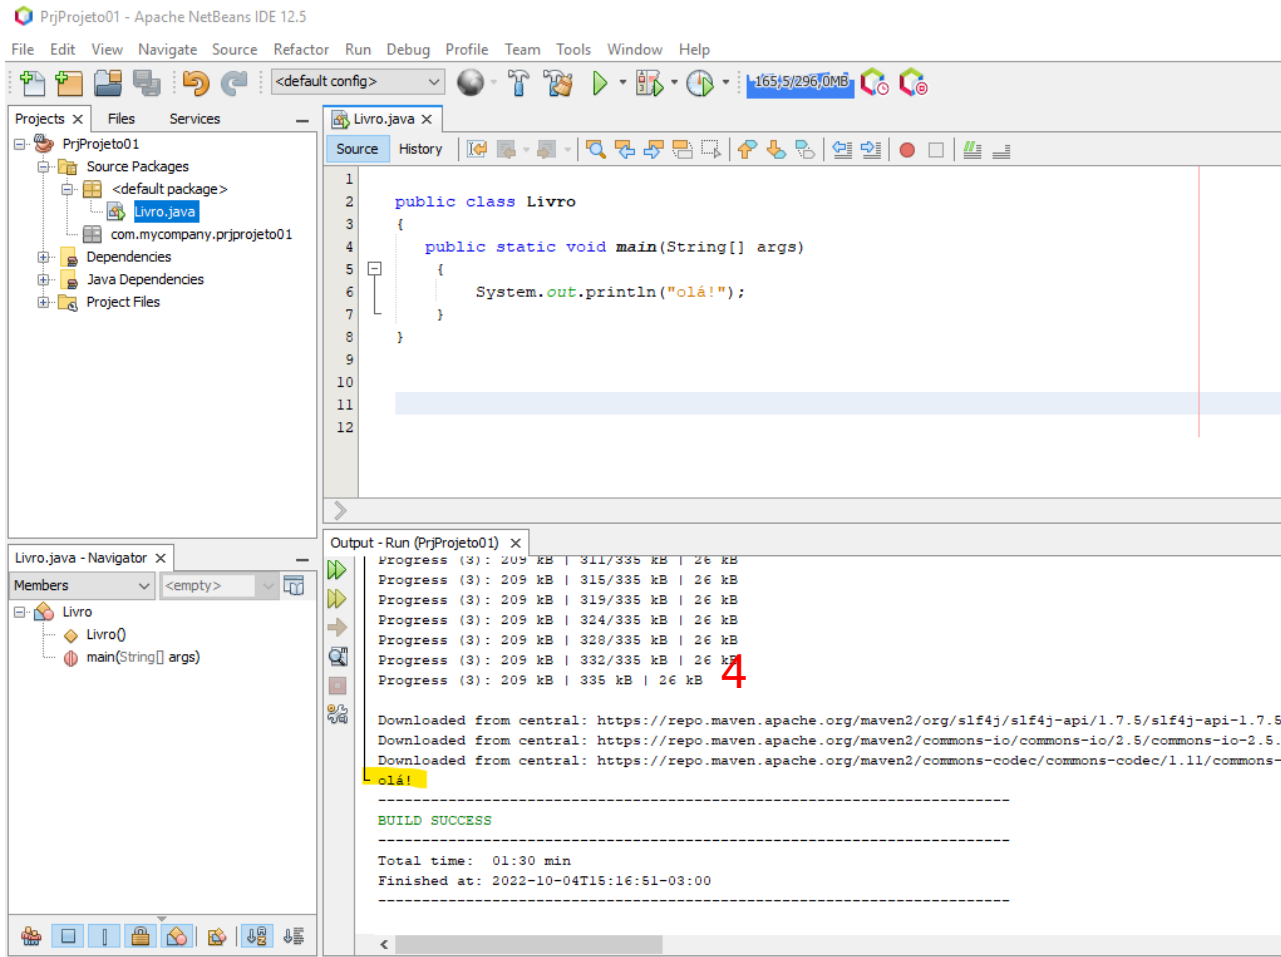 PrjProjeto01 - Apache NetBeans IDE 12.5
File Edit View Navigate Source Refactor Run Debug Profile Team Tools Window Help
<default config>
165,5/296,0MB
Projects Files Services
PrjProjeto01
Source Packages
<default package>
Livro.java
com.mycompany.prjprojeto01
Dependencies
Java Dependencies
Project Files
Livro.java
Source History
1
2 public class Livro
3 {
4 public static void main(String[] args)
5 {
6 System.out.println("olá!");
7 }
8 }
9
10
11
12
Livro.java - Navigator
Members <empty>
Livro
Livro()
main(String[] args)
Output - Run (PrjProjeto01)
Progress (3): 209 kB | 311/335 kB | 26 kB
Progress (3): 209 kB | 315/335 kB | 26 kB
Progress (3): 209 kB | 319/335 kB | 26 kB
Progress (3): 209 kB | 324/335 kB | 26 kB
Progress (3): 209 kB | 328/335 kB | 26 kB
Progress (3): 209 kB | 332/335 kB | 26 kB
Progress (3): 209 kB | 335 kB | 26 kB
4
Downloaded from central: https://repo.maven.apache.org/maven2/org/slf4j/slf4j-api/1.7.5/slf4j-api-1.7.5
Downloaded from central: https://repo.maven.apache.org/maven2/commons-io/commons-io/2.5/commons-io-2.5.
Downloaded from central: https://repo.maven.apache.org/maven2/commons-codec/commons-codec/1.11/commons-
olá!
------------------------------------------------------------------------
BUILD SUCCESS
------------------------------------------------------------------------
Total time: 01:30 min
Finished at: 2022-10-04T15:16:51-03:00
------------------------------------------------------------------------